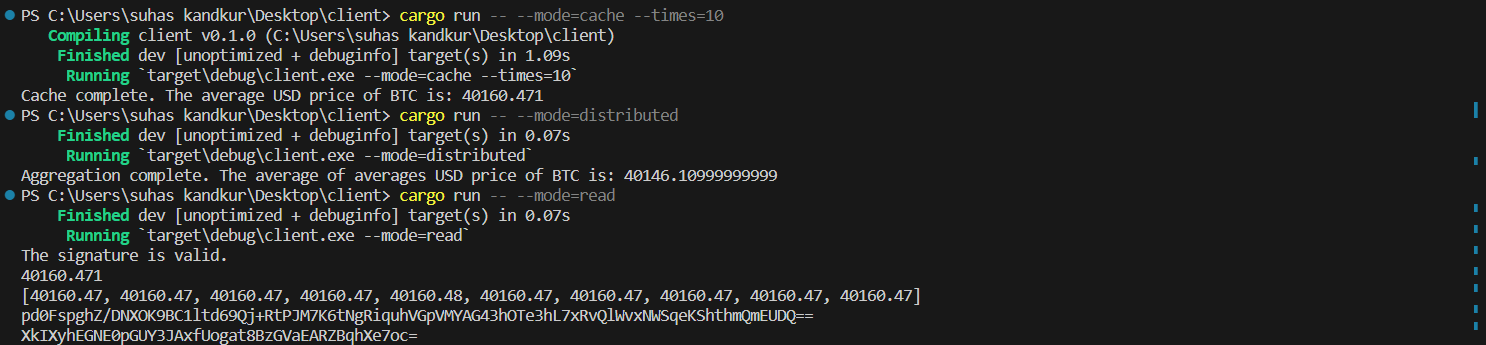 PS C:\Users\suhas kandkur\Desktop\client> cargo run -- --mode=cache --times=10
Compiling client v0.1.0 (C:\Users\suhas kandkur\Desktop\client)
Finished dev [unoptimized + debuginfo] target(s) in 1.09s
Running `target\debug\client.exe --mode=cache --times=10`
Cache complete. The average USD price of BTC is: 40160.471
PS C:\Users\suhas kandkur\Desktop\client> cargo run -- --mode=distributed
Finished dev [unoptimized + debuginfo] target(s) in 0.07s
Running `target\debug\client.exe --mode=distributed`
Aggregation complete. The average of averages USD price of BTC is: 40146.10999999999
PS C:\Users\suhas kandkur\Desktop\client> cargo run -- --mode=read
Finished dev [unoptimized + debuginfo] target(s) in 0.07s
Running `target\debug\client.exe --mode=read`
The signature is valid.
40160.471
[40160.47, 40160.47, 40160.47, 40160.47, 40160.48, 40160.47, 40160.47, 40160.47, 40160.47, 40160.47]
pd0FspghZ/DNXOK9BC1ltd69Qj+RtPJM7K6tNgRiquhVGpVMYAG43hOTe3hL7xRvQlWvxNWSqeKShthmQmEUDQ==
XkIXyhEGNE0pGUY3JAxfUogat8BzGVaEARZBqhXe7oc=